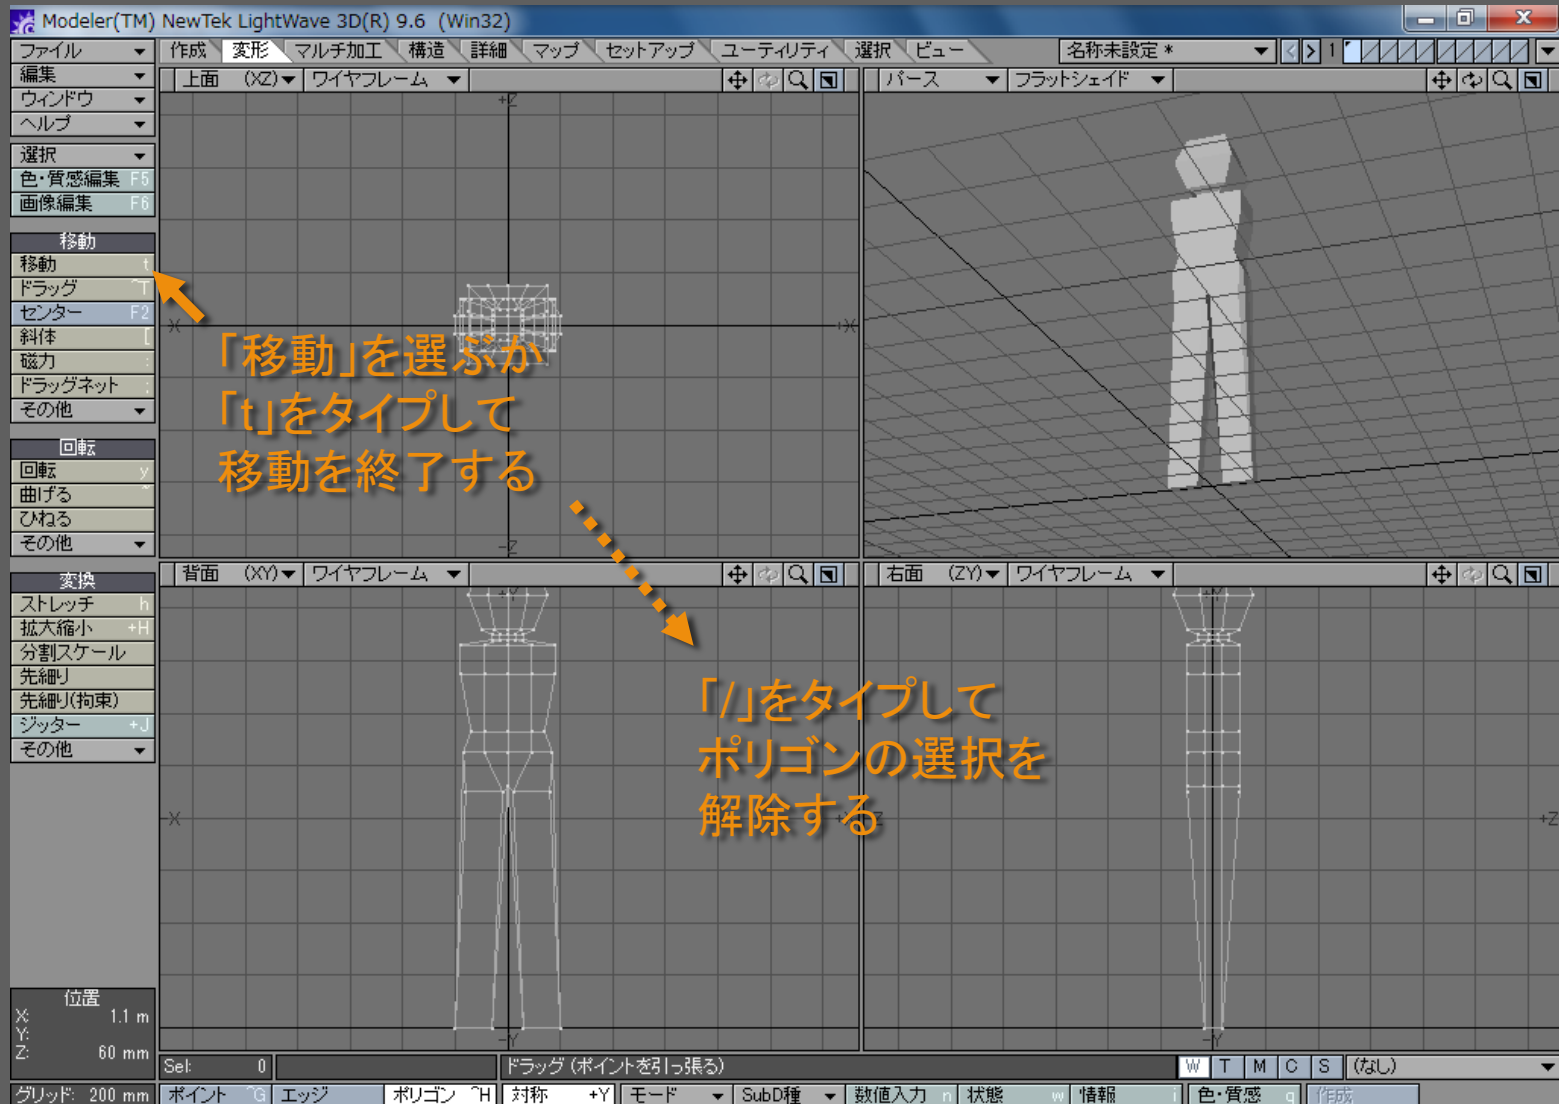 Modeler(TM) NewTek LightWave 3D(R) 9.6 (Win32)
ファイル
編集
ウィンドウ
ヘルプ
選択
色・質感編集 F5
画像編集 F6
移動
移動 t
ドラッグ ^T
センター F2
斜体 [
磁力 :
ドラッグネット ;
その他
回転
回転 y
曲げる ~
ひねる
その他
変換
ストレッチ h
拡大縮小 +H
分割スケール
先細り
先細り(拘束)
ジッター +J
その他
作成 変形 マルチ加工 構造 詳細 マップ セットアップ ユーティリティ 選択 ビュー 名称未設定 * < > 1
上面 (XZ) ワイヤフレーム
パース フラットシェイド
+Z
-X
+X
-Z
「移動」を選ぶか
「t」をタイプして
移動を終了する
背面 (XY) ワイヤフレーム
右面 (ZY) ワイヤフレーム
+Y
-X
-Y
+Y
+Z
-Y
「/」をタイプして
ポリゴンの選択を
解除する
位置
X: 1.1 m
Y:
Z: 60 mm
Sel: 0 ドラッグ (ポイントを引っ張る) W T M C S (なし)
グリッド: 200 mm ポイント ^G エッジ ポリゴン ^H 対称 +Y モード SubD種 数値入力 n 状態 w 情報 i 色・質感 q 作成